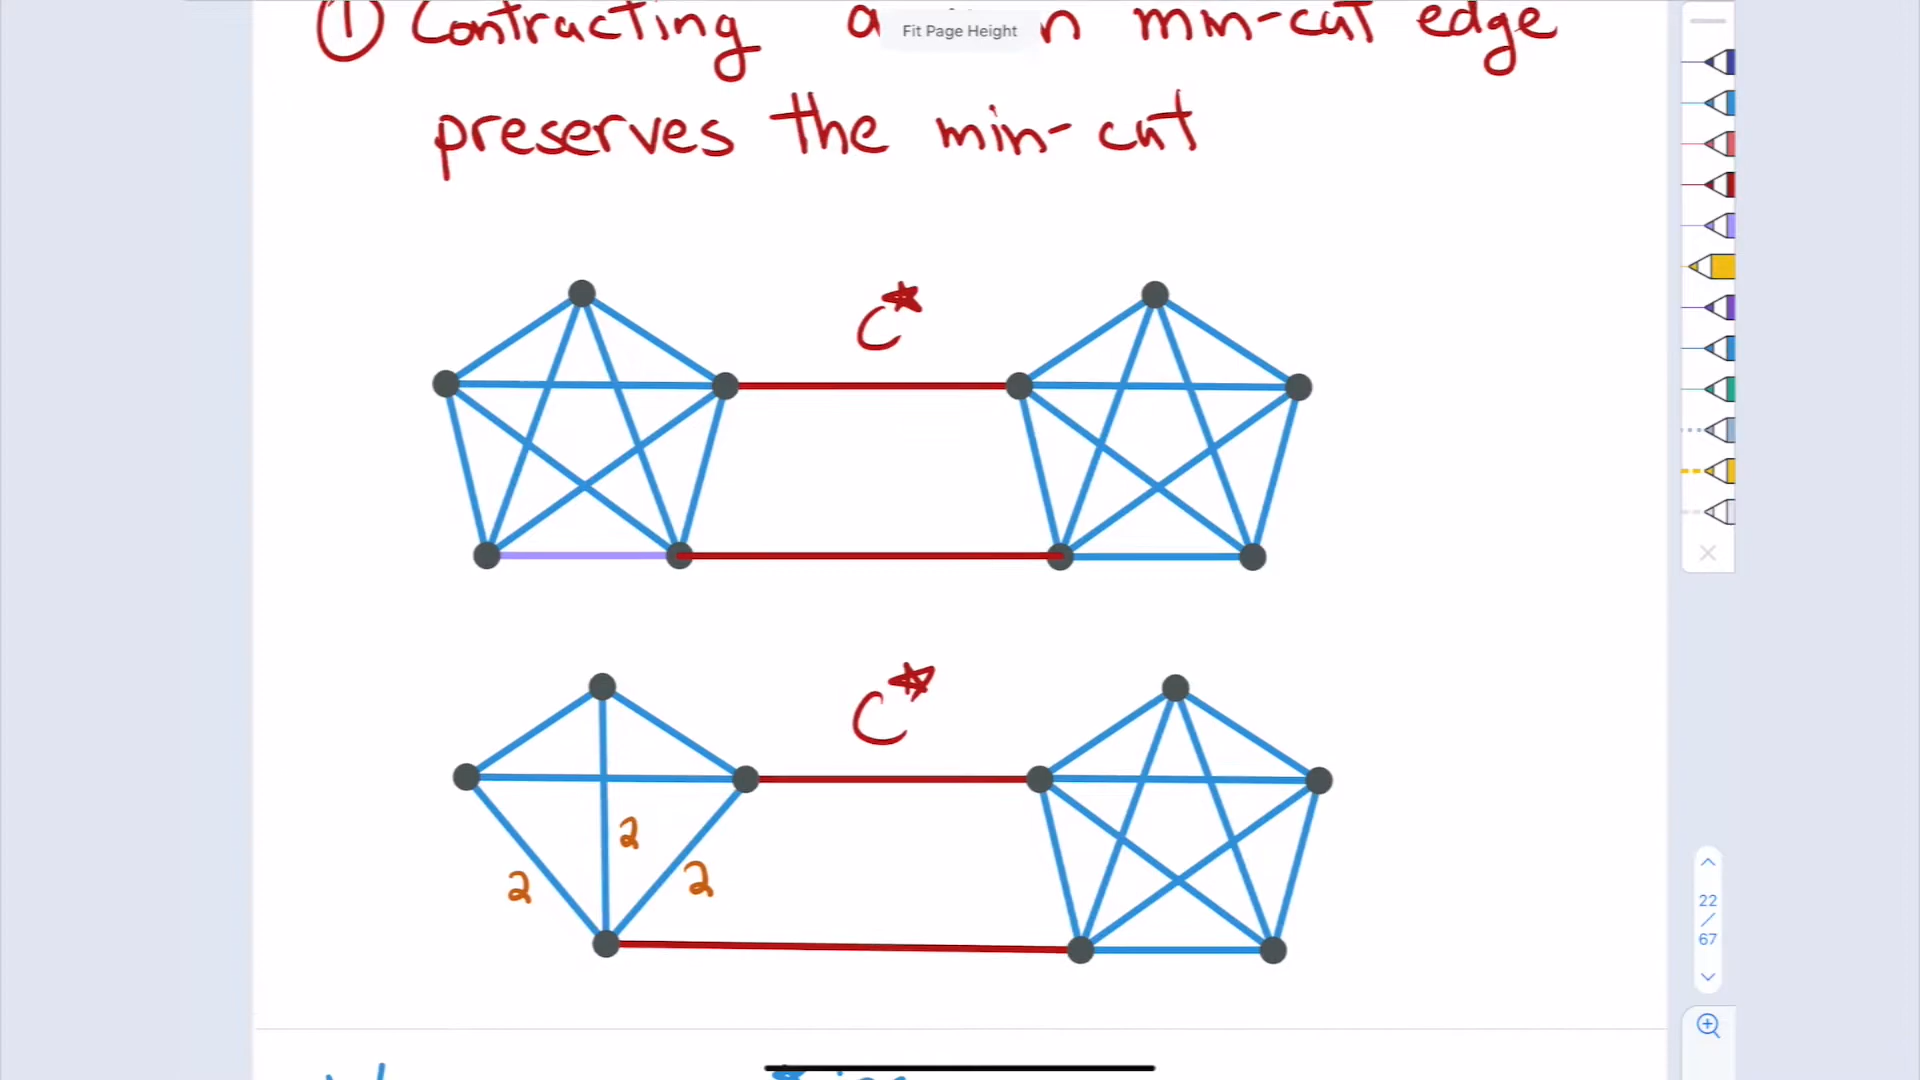 ① Contracting a n min-cut edge
Fit Page Height
preserves the min-cut
C*
C*
2
2
2
22
/
67